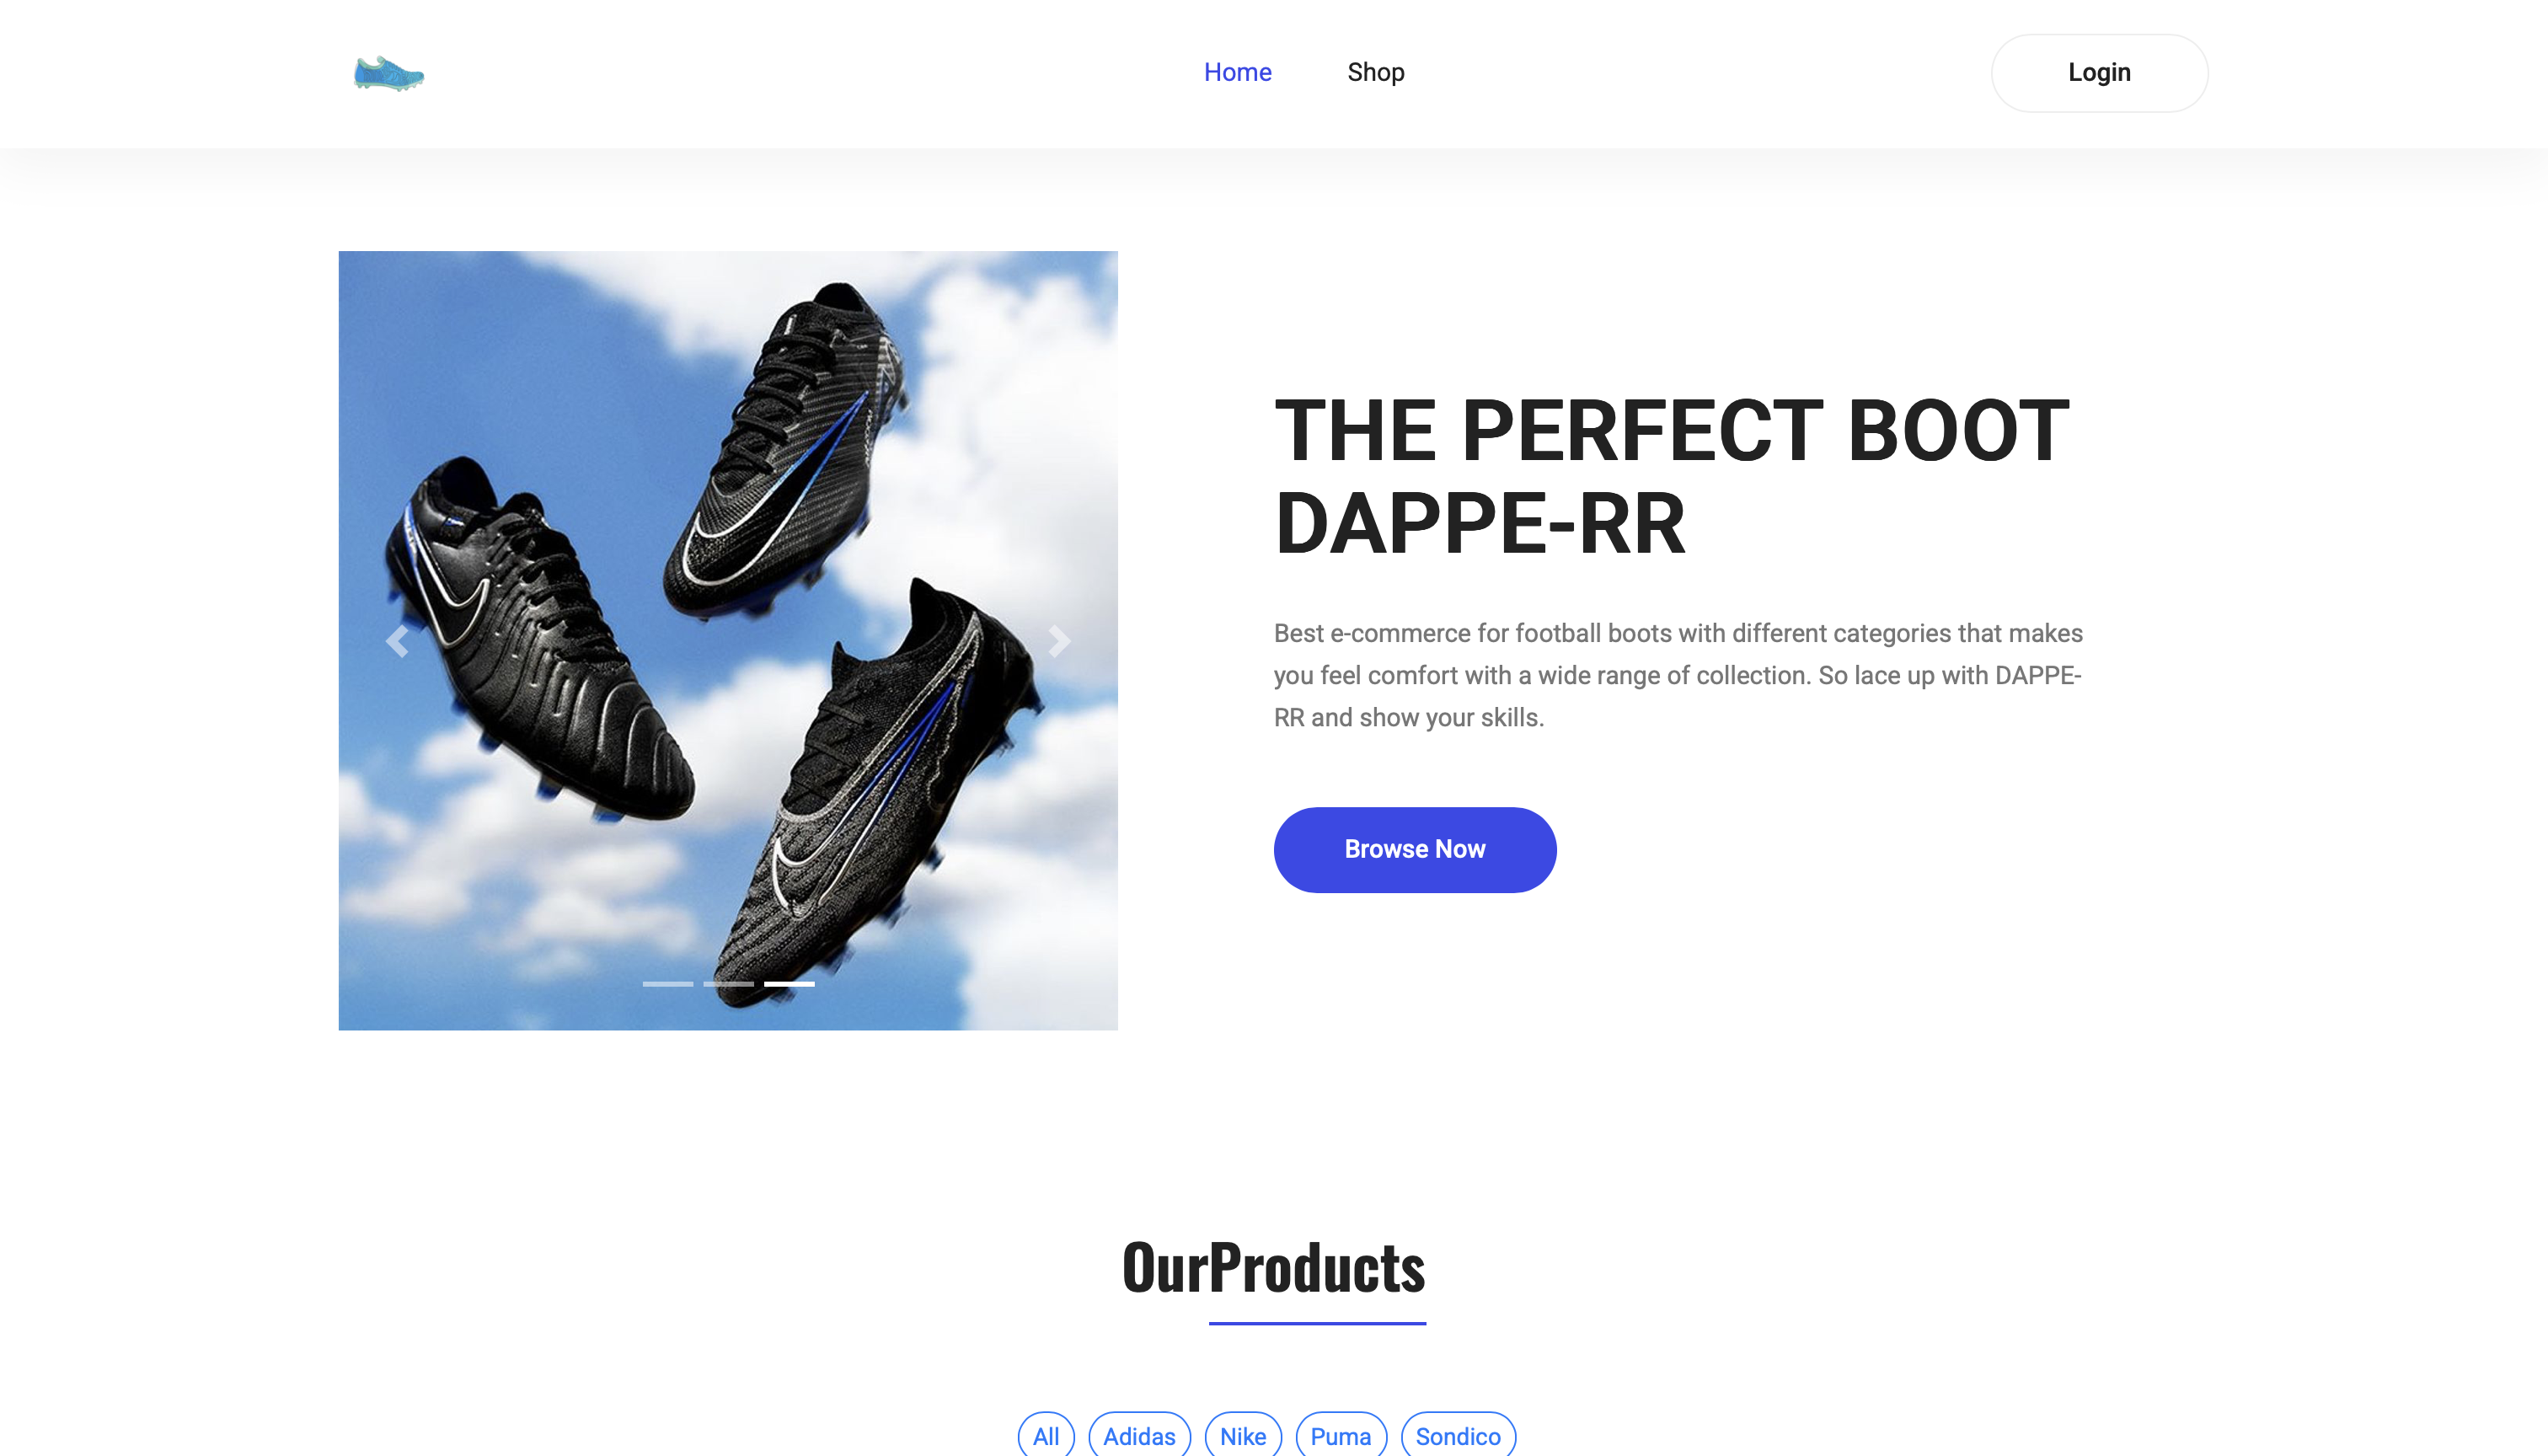 Home
Shop
Login
THE PERFECT BOOT
DAPPE-RR
Best e-commerce for football boots with different categories that makes
you feel comfort with a wide range of collection. So lace up with DAPPE-
RR and show your skills.
Browse Now
OurProducts
All
Adidas
Nike
Puma
Sondico